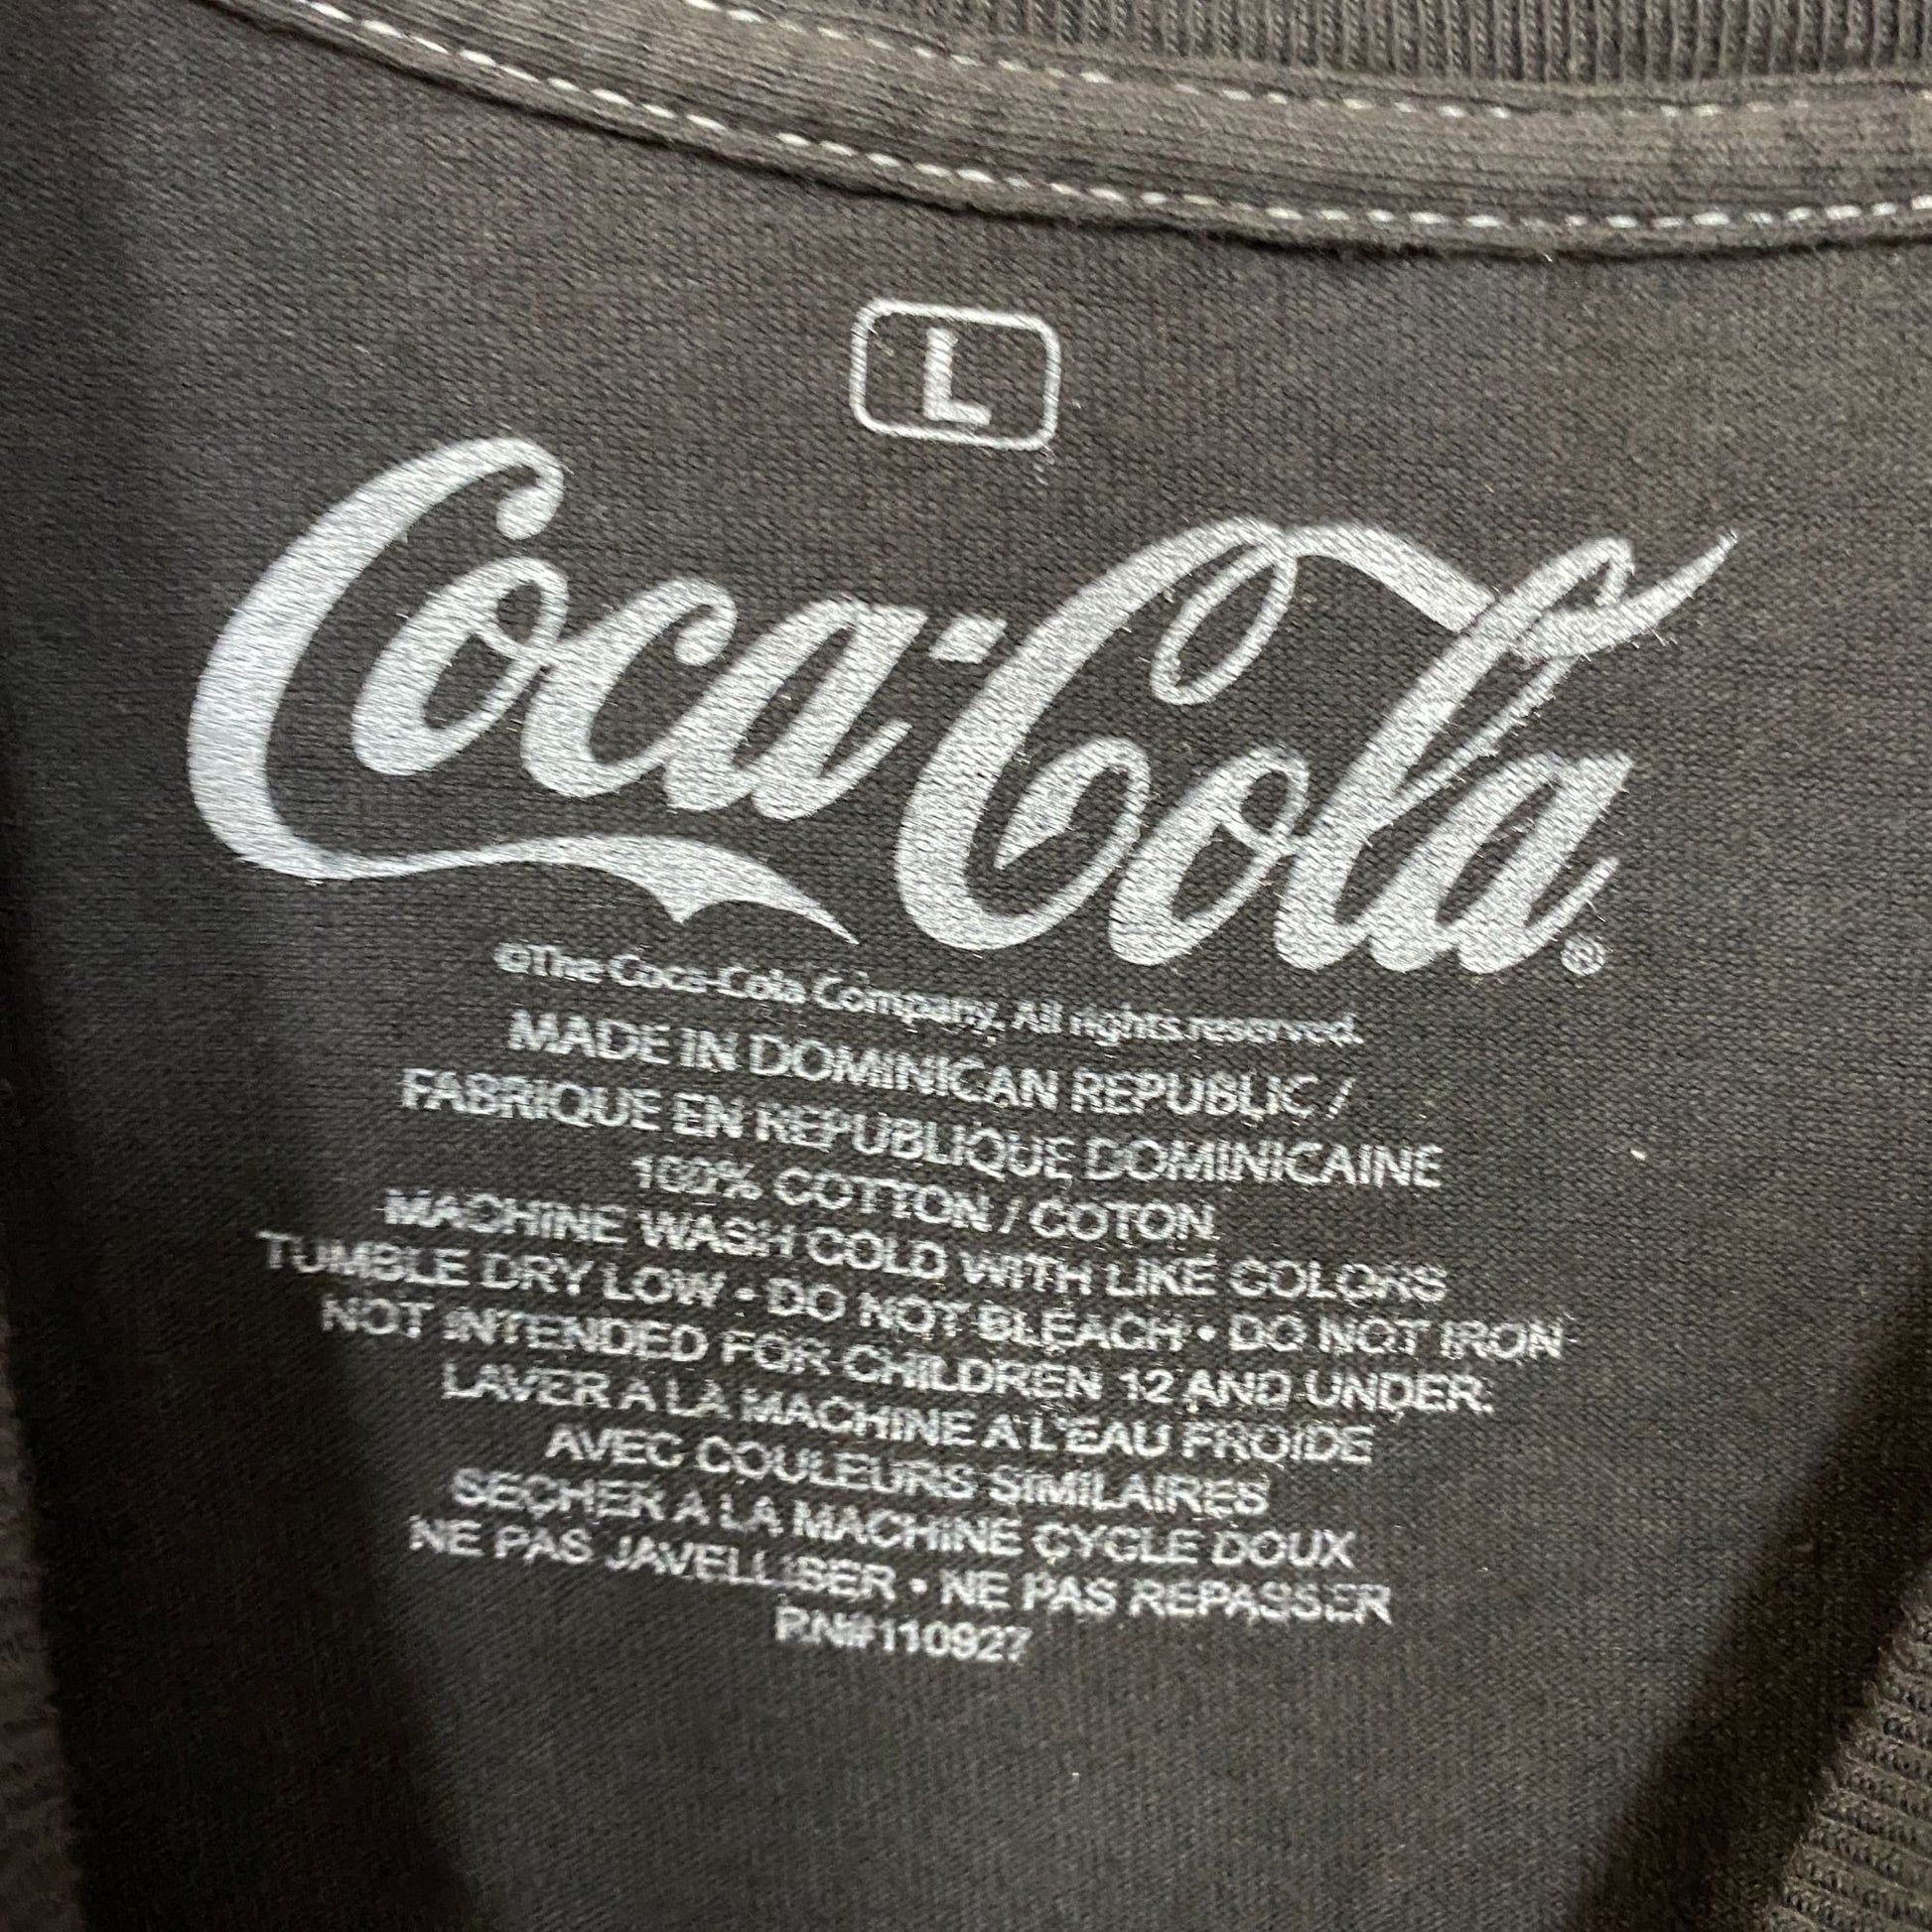 L
Coca-Cola®
©The Coca-Cola Company. All rights reserved.
MADE IN DOMINICAN REPUBLIC /
FABRIQUE EN REPUBLIQUE DOMINICAINE
100% COTTON / COTON
MACHINE WASH COLD WITH LIKE COLORS
TUMBLE DRY LOW • DO NOT BLEACH • DO NOT IRON
NOT INTENDED FOR CHILDREN 12 AND UNDER.
LAVER A LA MACHINE A L'EAU FROIDE
AVEC COULEURS SIMILAIRES
SEÇHER A LA MACHINE CYCLE DOUX
NE PAS JAVELLISER • NE PAS REPASSER
RN#110927